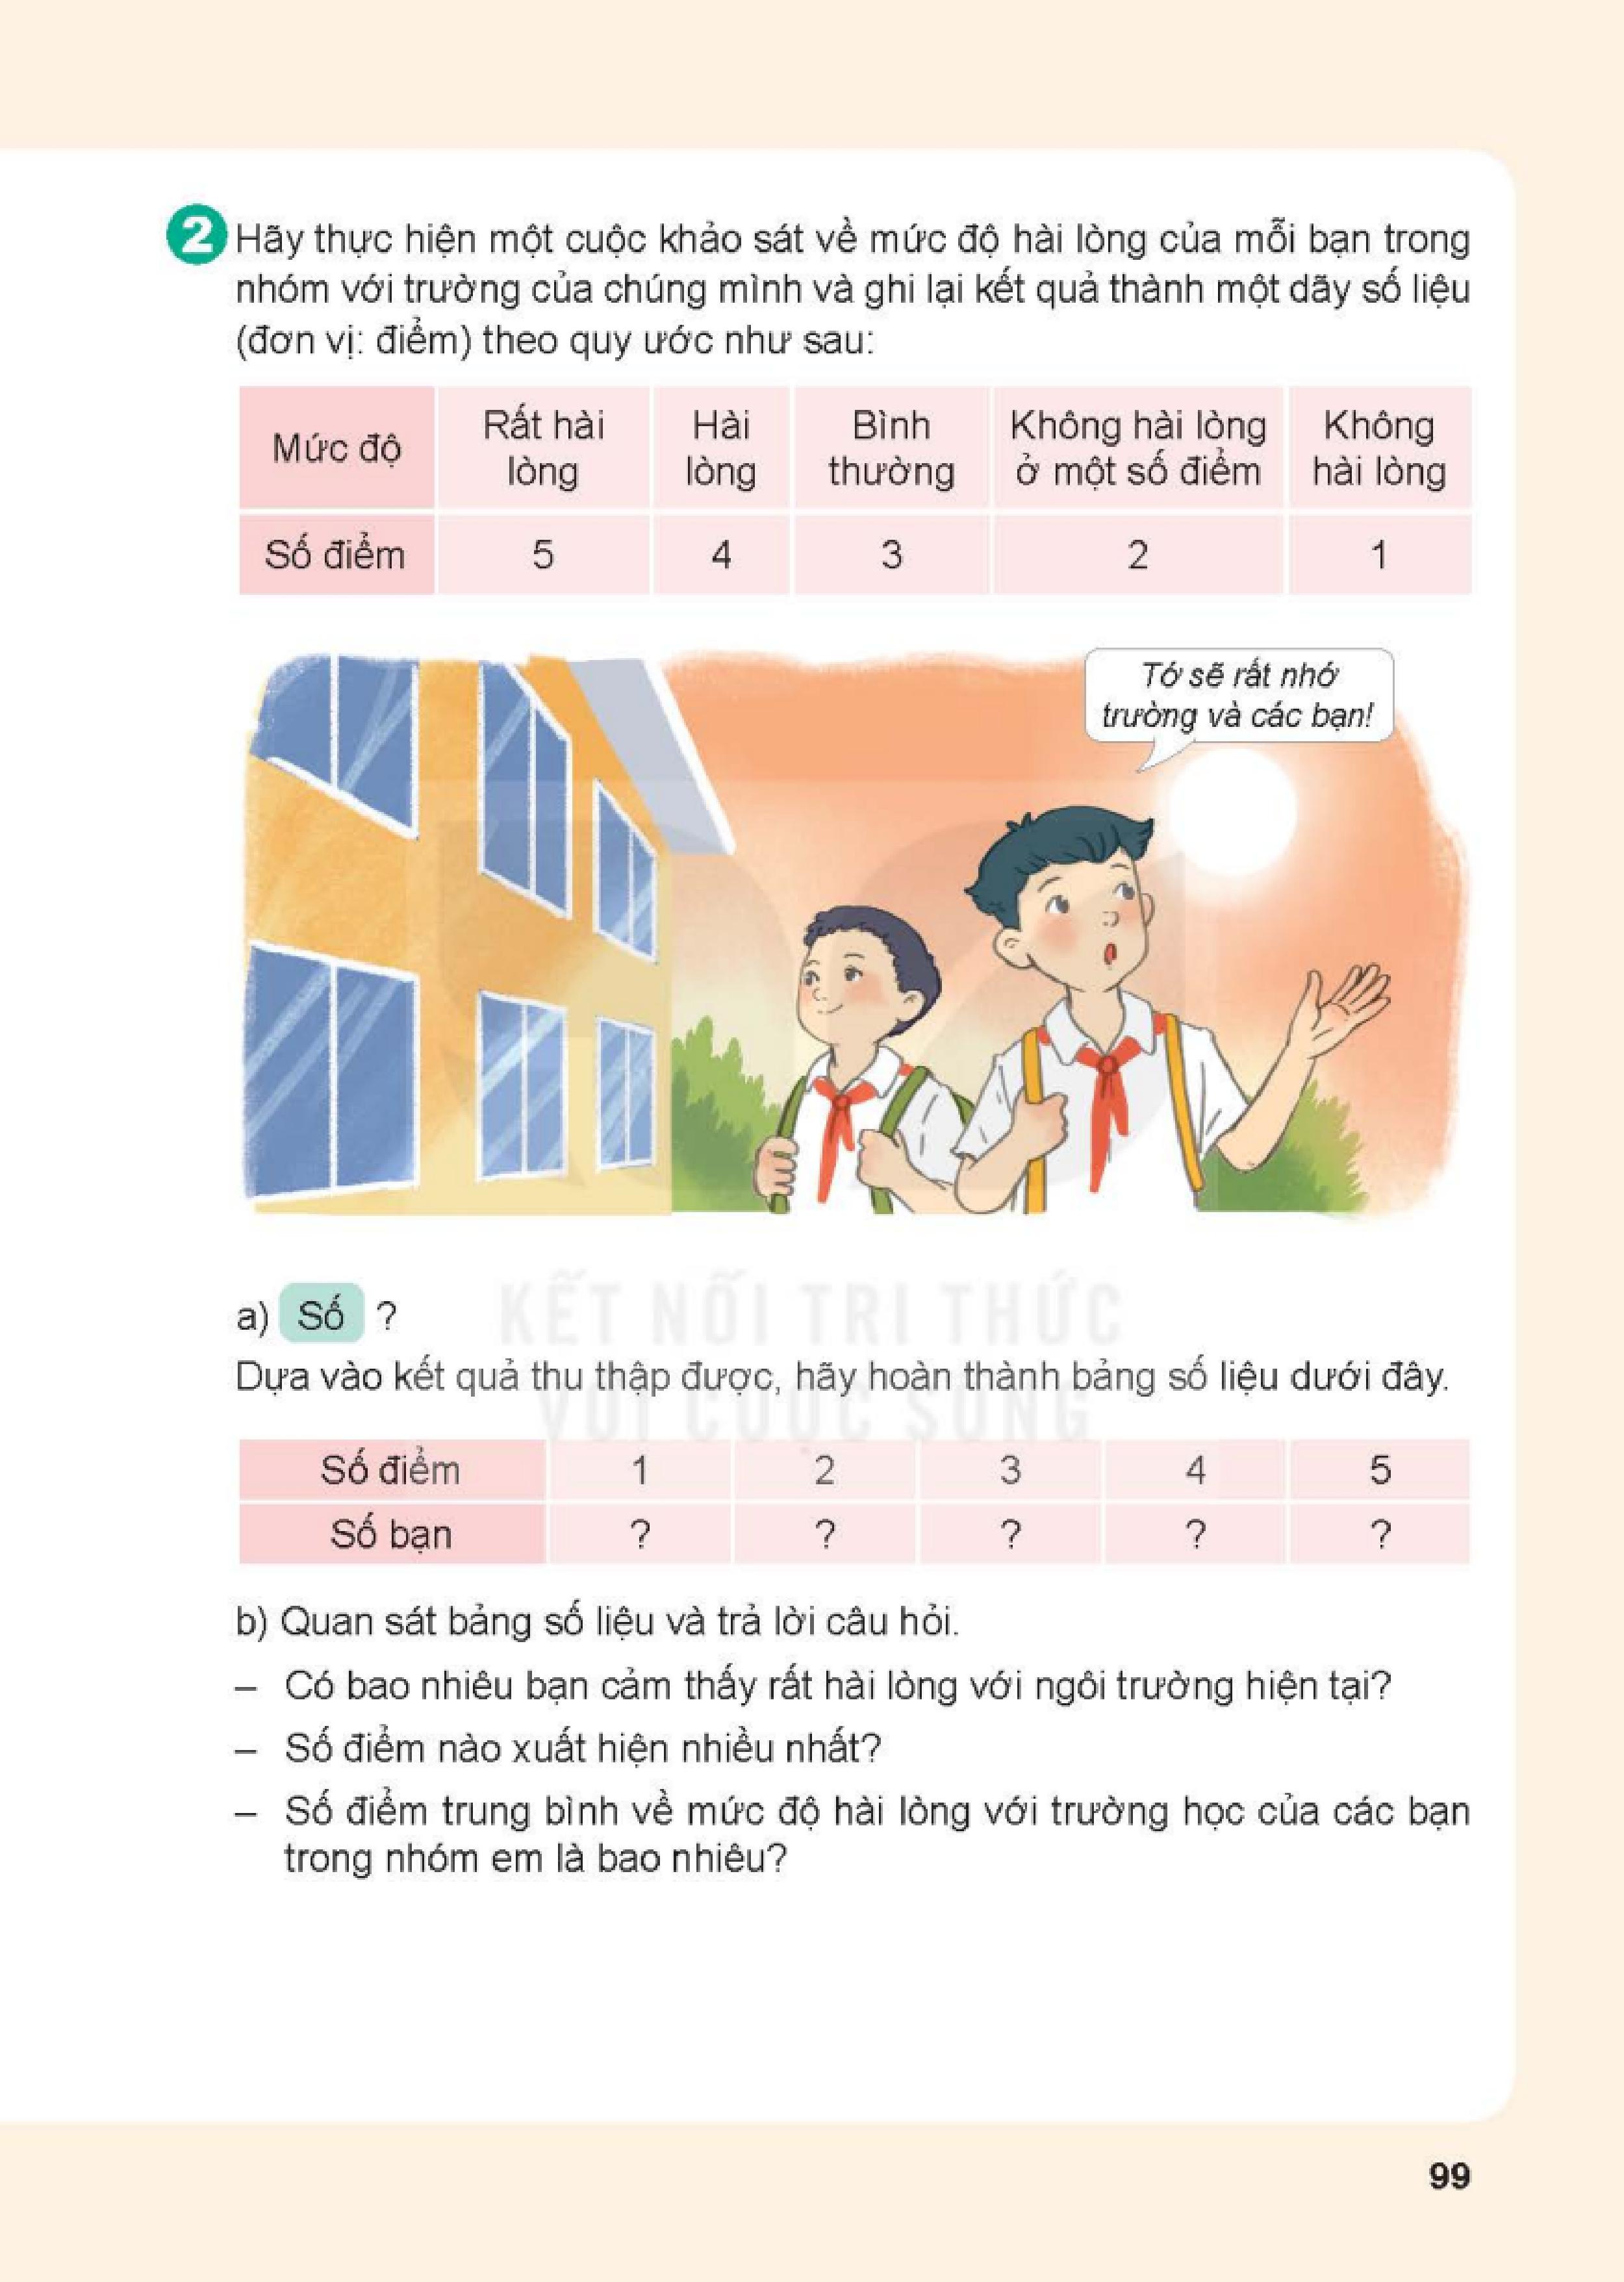 2 Hãy thực hiện một cuộc khảo sát về mức độ hài lòng của mỗi bạn trong
nhóm với trường của chúng mình và ghi lại kết quả thành một dãy số liệu
(đơn vị: điểm) theo quy ước như sau:
Mức độ Rất hài lòng Hài lòng Bình thường Không hài lòng ở một số điểm Không hài lòng
Số điểm 5 4 3 2 1
Tớ sẽ rất nhớ
trường và các bạn!
KẾT NỐI TRI THỨC
VỚI CUỘC SỐNG
a) Số ?
Dựa vào kết quả thu thập được, hãy hoàn thành bảng số liệu dưới đây.
Số điểm 1 2 3 4 5
Số bạn ? ? ? ? ?
b) Quan sát bảng số liệu và trả lời câu hỏi.
– Có bao nhiêu bạn cảm thấy rất hài lòng với ngôi trường hiện tại?
– Số điểm nào xuất hiện nhiều nhất?
– Số điểm trung bình về mức độ hài lòng với trường học của các bạn
trong nhóm em là bao nhiêu?
99